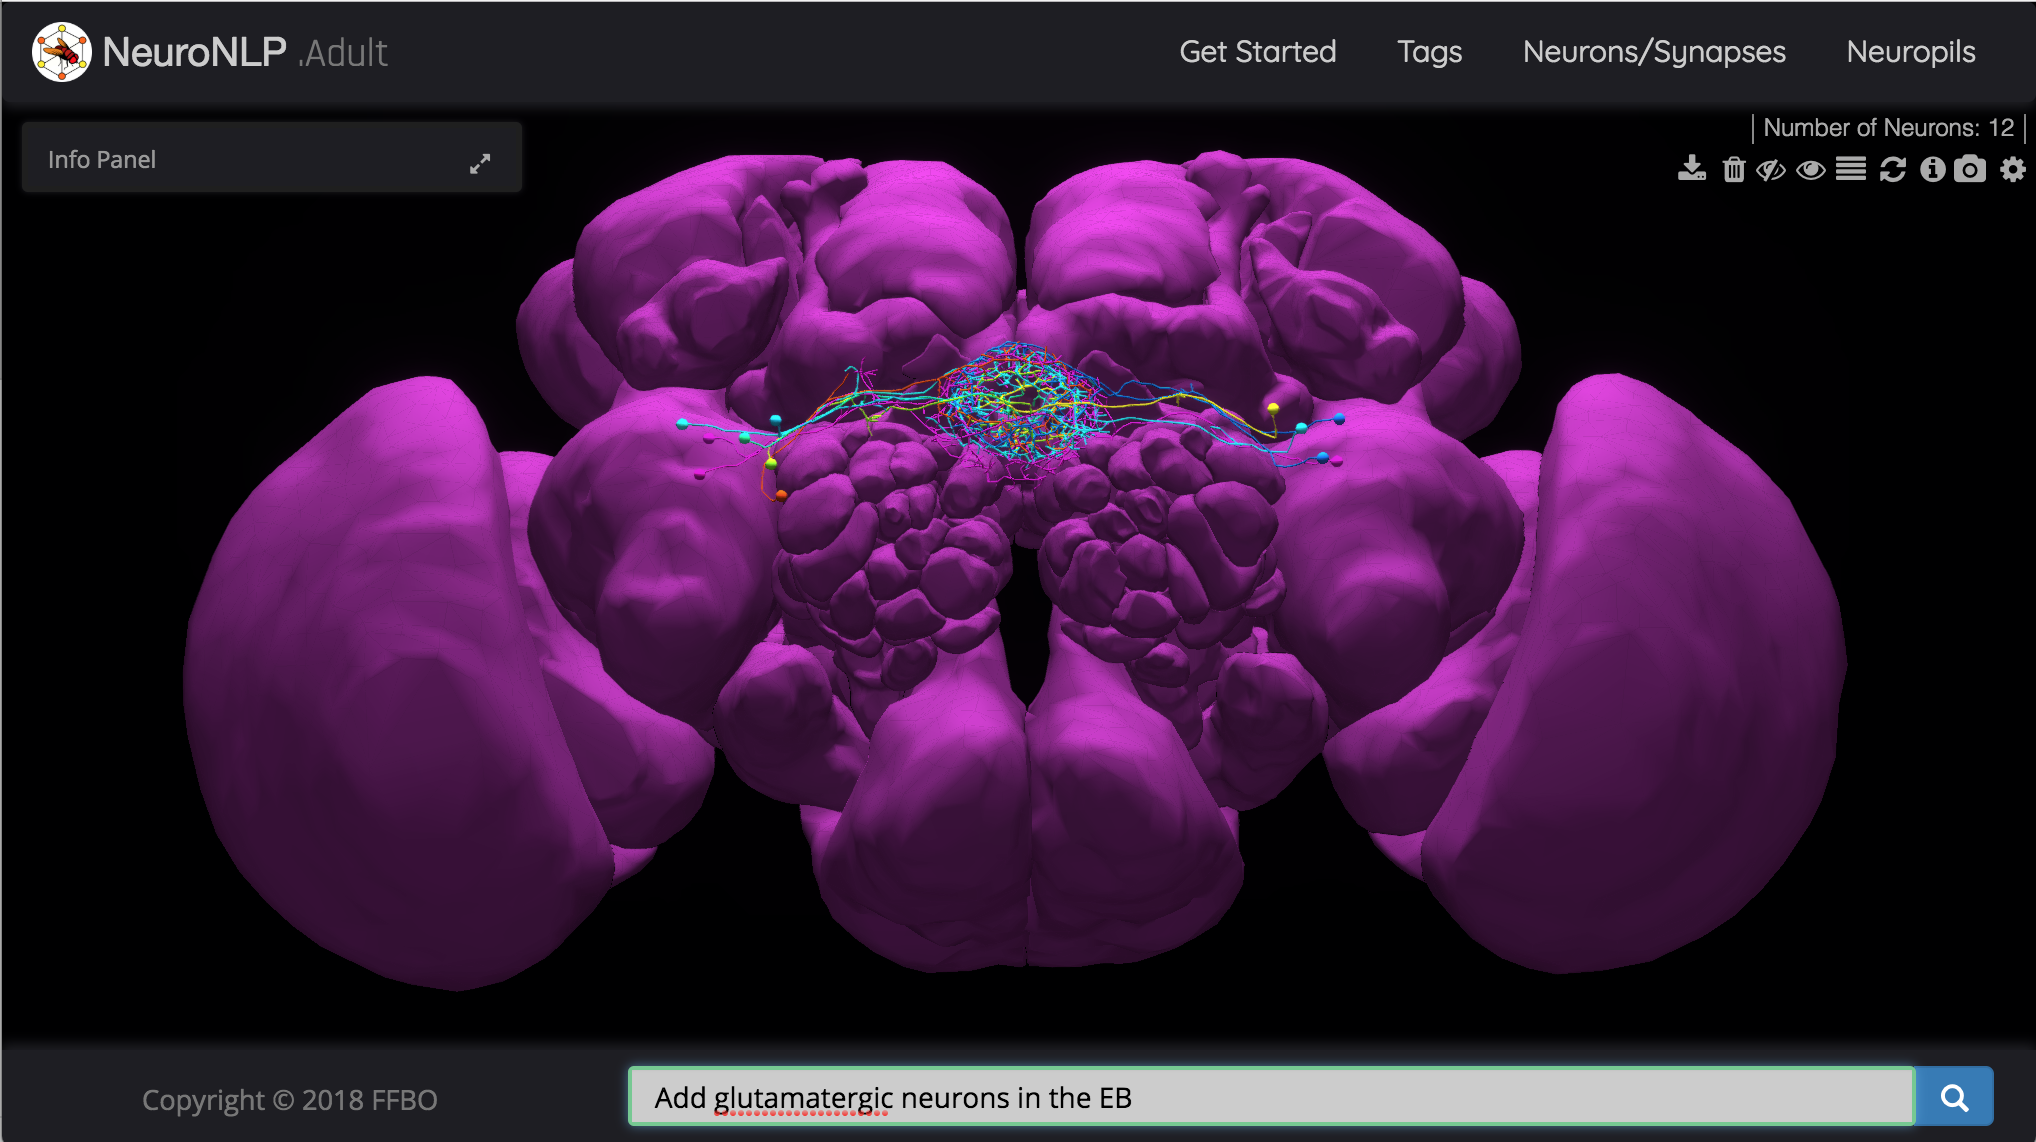 NeuroNLP .Adult
Get Started
Tags
Neurons/Synapses
Neuropils
Info Panel
| Number of Neurons: 12 |
Copyright © 2018 FFBO
Add glutamatergic neurons in the EB